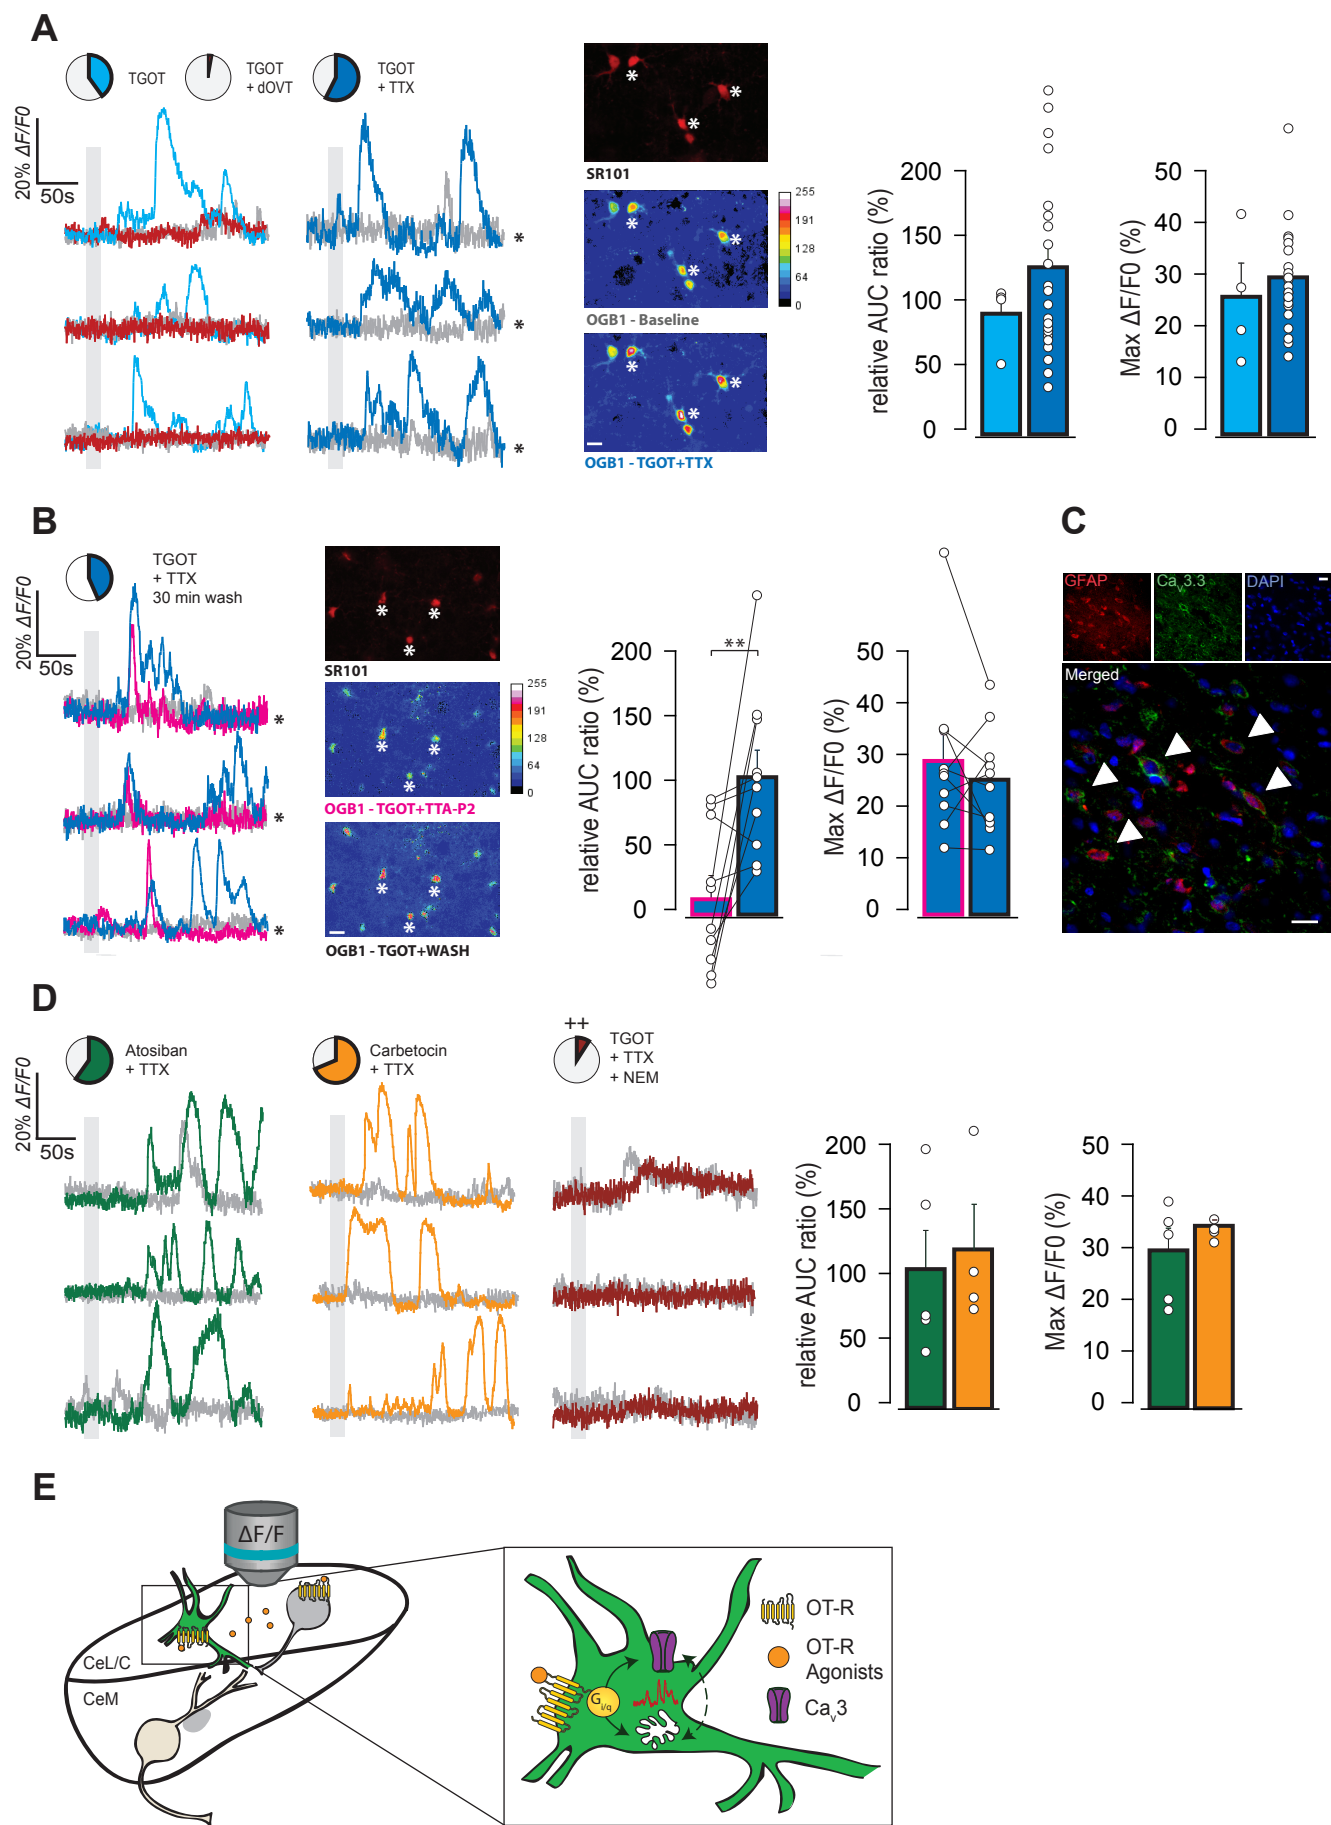 A
TGOT
TGOT
+ dOVT
TGOT
+ TTX
20% ΔF/F0
50s
*
*
*
*
*
*
SR101
*
*
*
OGB1 - Baseline
255
191
128
64
0
*
*
*
OGB1 - TGOT+TTX
relative AUC ratio (%)
200
150
100
50
0
Max ΔF/F0 (%)
50
40
30
20
10
0
B
TGOT
+ TTX
30 min wash
20% ΔF/F0
50s
*
*
*
*
*
*
SR101
*
*
*
OGB1 - TGOT+TTA-P2
255
191
128
64
0
*
*
*
OGB1 - TGOT+WASH
relative AUC ratio (%)
200
150
100
50
0
**
Max ΔF/F0 (%)
50
40
30
20
10
0
C
GFAP
Cav3.3
DAPI
Merged
D
Atosiban
+ TTX
Carbetocin
+ TTX
++
TGOT
+ TTX
+ NEM
20% ΔF/F0
50s
relative AUC ratio (%)
200
150
100
50
0
Max ΔF/F0 (%)
50
40
30
20
10
0
E
ΔF/F
CeL/C
CeM
Gi/q
OT-R
OT-R
Agonists
Cav3